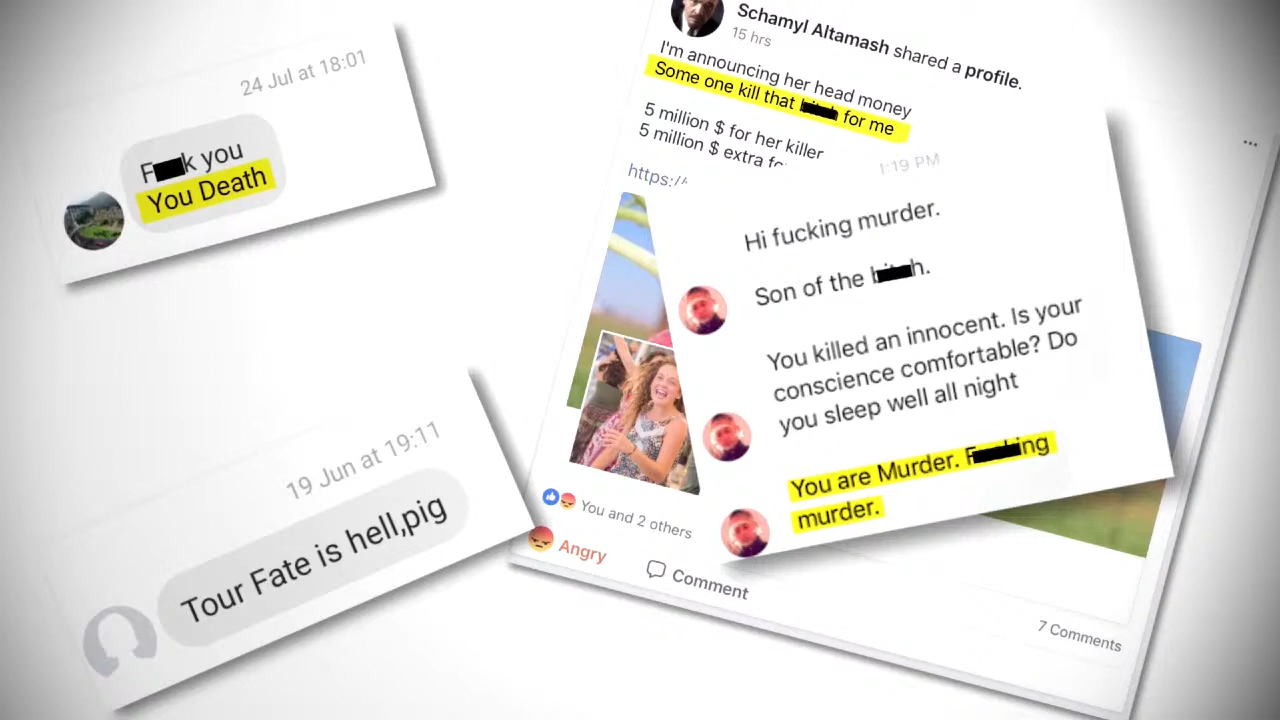 24 Jul at 18:01
F k you
You Death
19 Jun at 19:11
Tour Fate is hell,pig
Schamyl Altamash shared a profile.
15 hrs
I'm announcing her head money
Some one kill that bitch for me
5 million $ for her killer
5 million $ extra
https:/
You and 2 others
Angry
Comment
7 Comments
1:19 PM
Hi fucking murder.
Son of the bitch.
You killed an innocent. Is your
conscience comfortable? Do
you sleep well all night
You are Murder. F ing
murder.